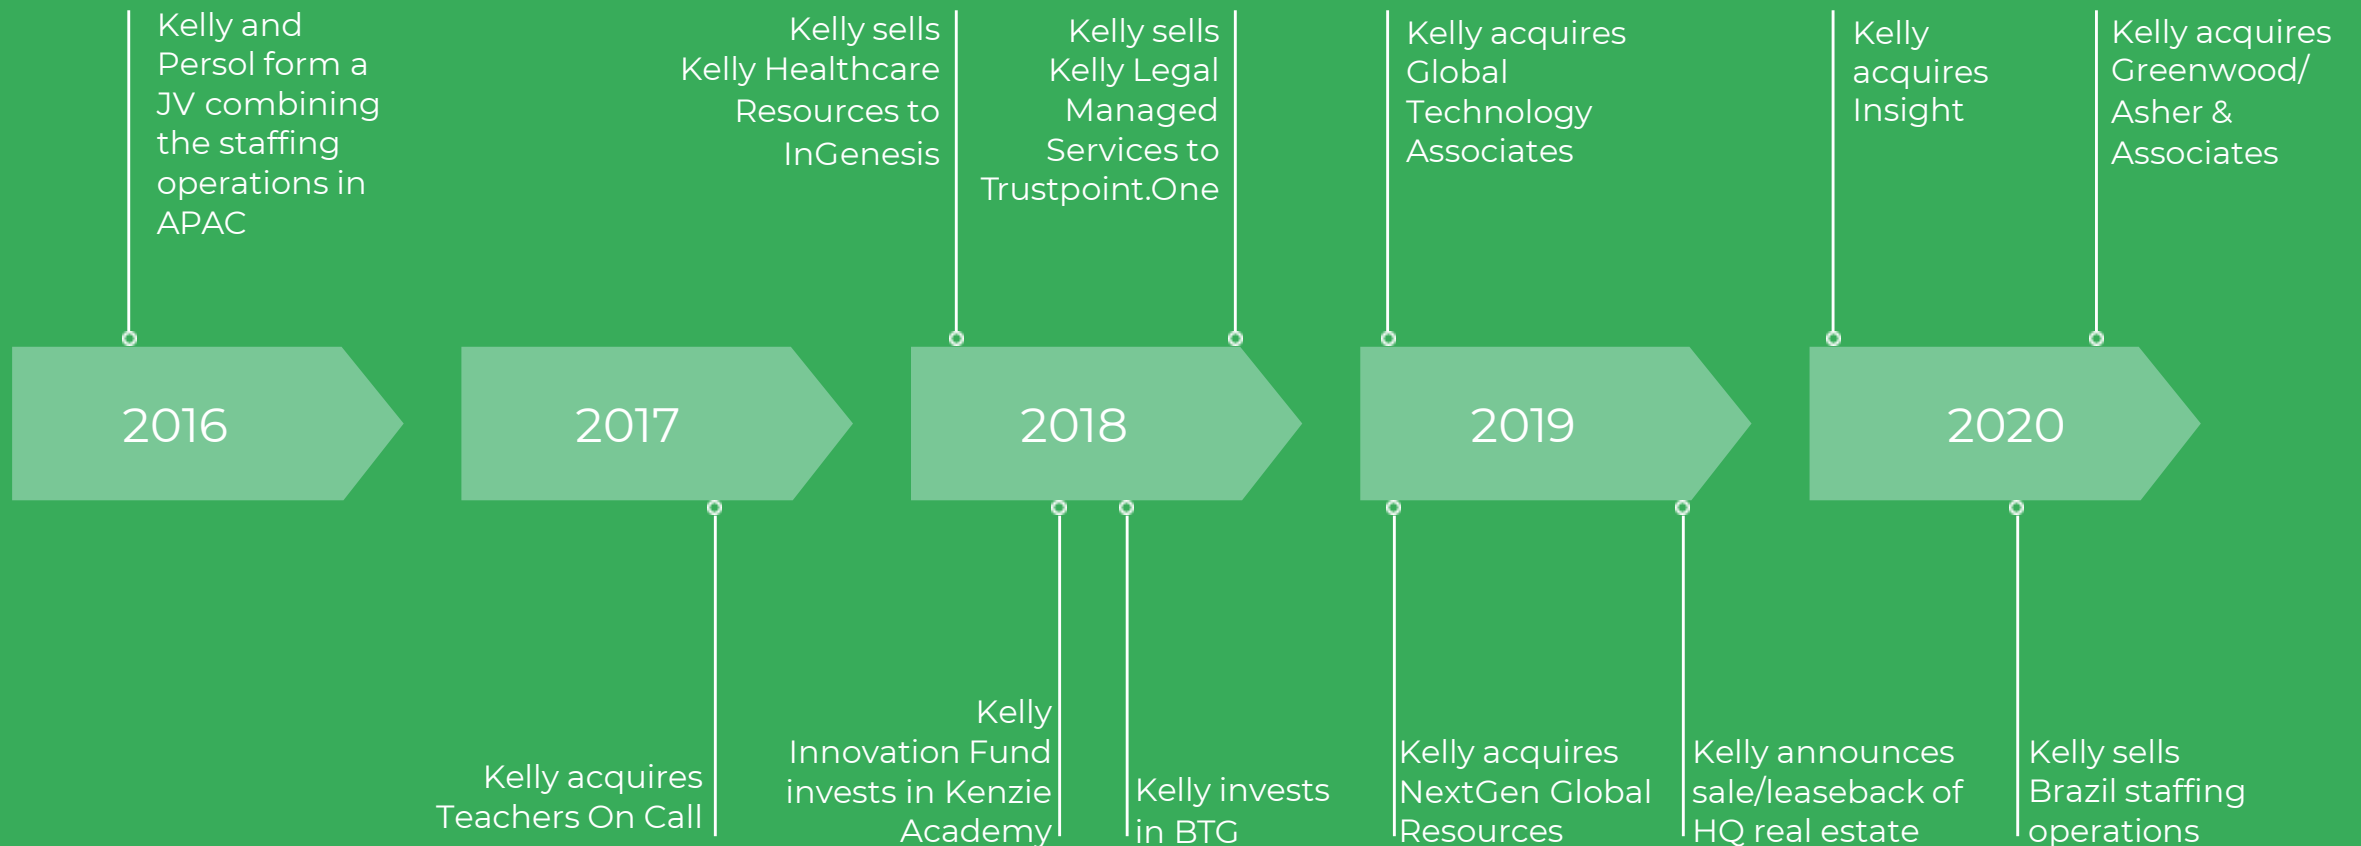 Kelly and
Persol form a
JV combining
the staffing
operations in
APAC
Kelly sells
Kelly Healthcare
Resources to
InGenesis
Kelly sells
Kelly Legal
Managed
Services to
Trustpoint.One
Kelly acquires
Global
Technology
Associates
Kelly
acquires
Insight
Kelly acquires
Greenwood/
Asher &
Associates
2016
2017
2018
2019
2020
Kelly acquires
Teachers On Call
Kelly
Innovation Fund
invests in Kenzie
Academy
Kelly invests
in BTG
Kelly acquires
NextGen Global
Resources
Kelly announces
sale/leaseback of
HQ real estate
Kelly sells
Brazil staffing
operations